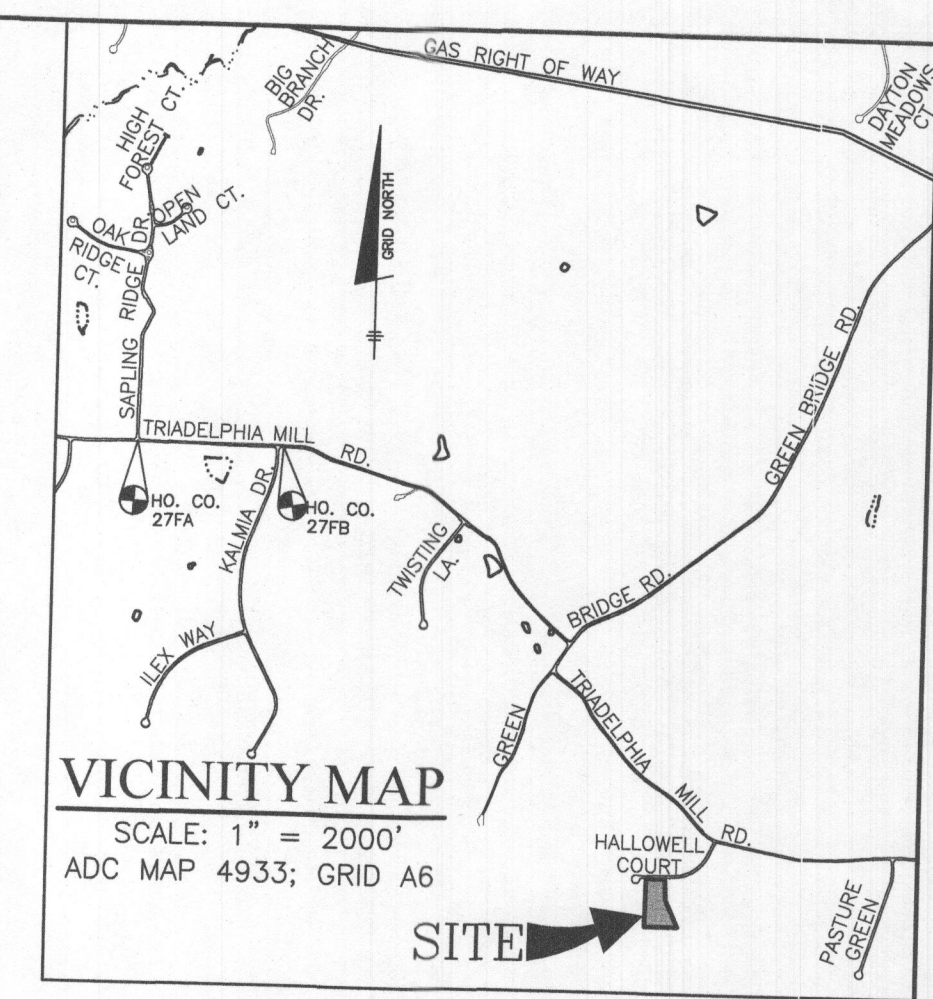 GAS RIGHT OF WAY
BIG
BRANCH
DR.
DAYTON
MEADOWS
CT.
HIGH
FOREST CT.
OPEN
LAND CT.
OAK
RIDGE
CT.
SAPLING RIDGE DR.
GRID NORTH
GREEN BRIDGE RD.
TRIADELPHIA MILL RD.
HO. CO.
27FA
KALMIA DR.
HO. CO.
27FB
TWISTING
LA.
BRIDGE RD.
ILEX WAY
GREEN
TRIADELPHIA MILL RD.
VICINITY MAP
SCALE: 1" = 2000'
ADC MAP 4933; GRID A6
HALLOWELL
COURT
PASTURE
GREEN
SITE